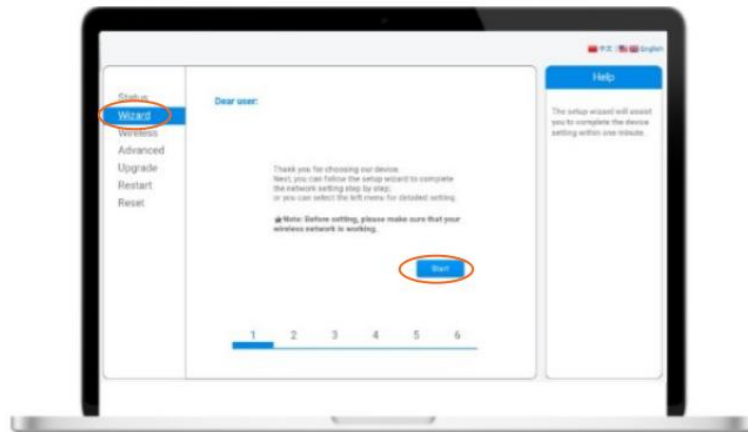 中文 | English
Status
Wizard
Wireless
Advanced
Upgrade
Restart
Reset
Dear user:
Thank you for choosing our device.
Next, you can follow the setup wizard to complete
the network setting step by step;
or you can select the left menu for detailed setting.
★Note: Before setting, please make sure that your
wireless network is working.
Start
1 2 3 4 5 6
Help
The setup wizard will assist
you to complete the device
setting within one minute.